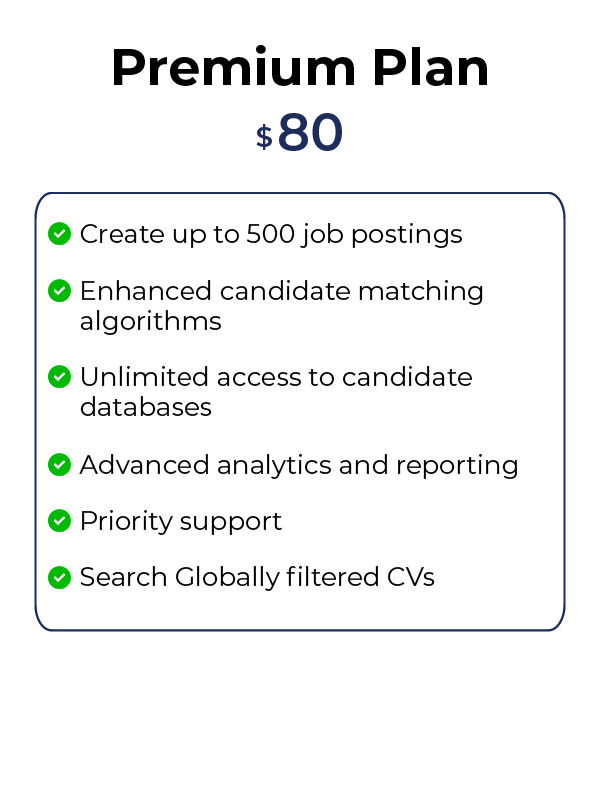 Premium Plan
$80
Create up to 500 job postings
Enhanced candidate matching
algorithms
Unlimited access to candidate
databases
Advanced analytics and reporting
Priority support
Search Globally filtered CVs